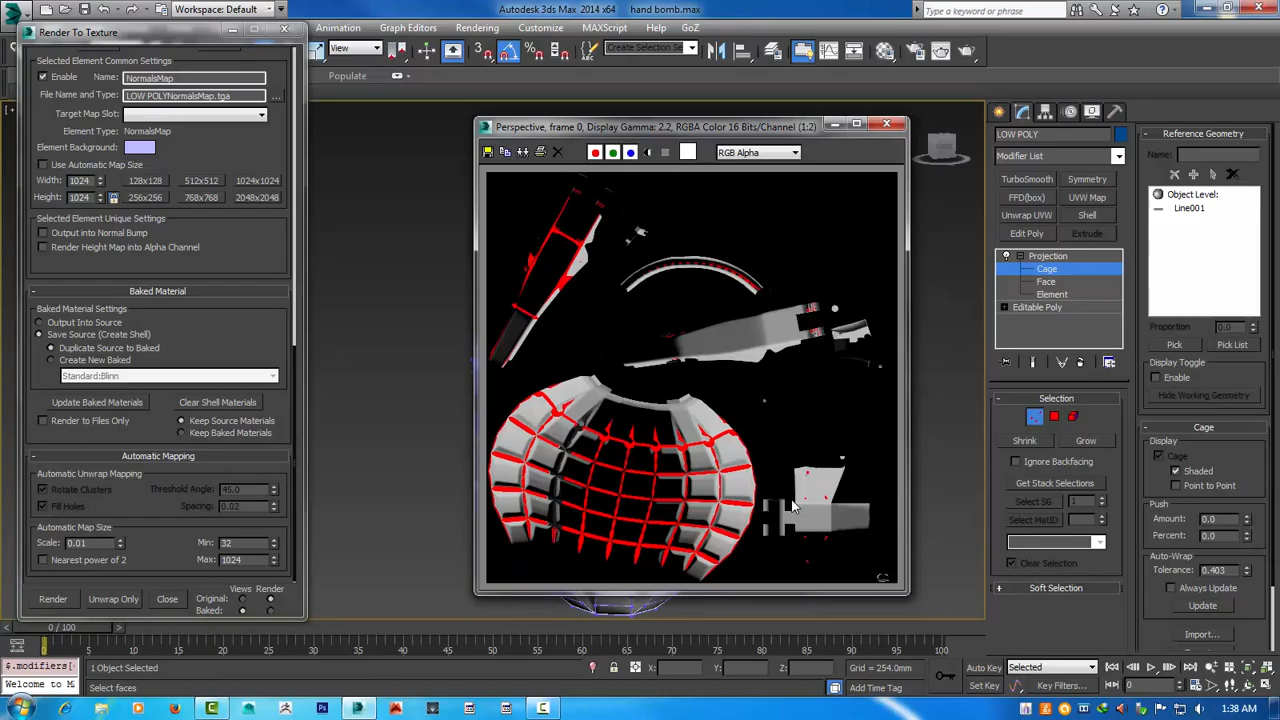 Workspace: Default
Autodesk 3ds Max 2014 x64 hand bomb.max
Type a keyword or phrase
Render To Texture
Animation Graph Editors Rendering Customize MAXScript Help GoZ
View
Create Selection Se
Populate
Selected Element Common Settings
Enable Name: NormalsMap
File Name and Type: LOW POLYNormalsMap.tga ...
Target Map Slot:
Element Type: NormalsMap
Element Background:
Use Automatic Map Size
Width: 1024 128x128 512x512 1024x1024
Height: 1024 256x256 768x768 2048x2048
Selected Element Unique Settings
Output into Normal Bump
Render Height Map into Alpha Channel
Baked Material
Baked Material Settings
Output Into Source
Save Source (Create Shell)
Duplicate Source to Baked
Create New Baked
Standard:Blinn
Update Baked Materials Clear Shell Materials
Render to Files Only Keep Source Materials
Keep Baked Materials
Automatic Mapping
Automatic Unwrap Mapping
Rotate Clusters Threshold Angle: 45.0
Fill Holes Spacing: 0.02
Automatic Map Size
Scale: 0.01 Min: 32
Nearest power of 2 Max: 1024
Views Render
Render Unwrap Only Close Original:
Baked:
Perspective, frame 0, Display Gamma: 2.2, RGBA Color 16 Bits/Channel (1:2)
RGB Alpha
LOW POLY
Modifier List
TurboSmooth Symmetry
FFD(box) UVW Map
Unwrap UVW Shell
Edit Poly Extrude
Projection
Cage
Face
Element
Editable Poly
Selection
Shrink Grow
Ignore Backfacing
Get Stack Selections
Select SG 1
Select MatID
Clear Selection
Soft Selection
Reference Geometry
Name:
Object Level:
Line001
Proportion 0.0
Pick Pick List
Display Toggle
Enable
Hide Working Geometry
Cage
Display
Cage
Shaded
Point to Point
Push
Amount: 0.0
Percent: 0.0
Auto-Wrap
Tolerance: 0.403
Always Update
Update
Import...
0 / 100
0 5 10 15 20 25 30 35 40 45 50 55 60 65 70 75 80 85 90 95 100
$.modifiers[
Welcome to M
1 Object Selected
Select faces
X: Y: Z: Grid = 254.0mm
Add Time Tag
Auto Key Selected
Set Key Key Filters...
0
1:38 AM